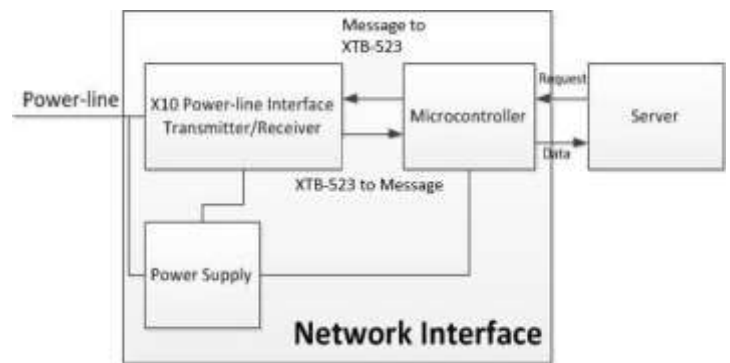 Message to
XTB-523
Power-line
X10 Power-line Interface
Transmitter/Receiver
Microcontroller
Request
Server
Data
XTB-523 to Message
Power Supply
Network Interface